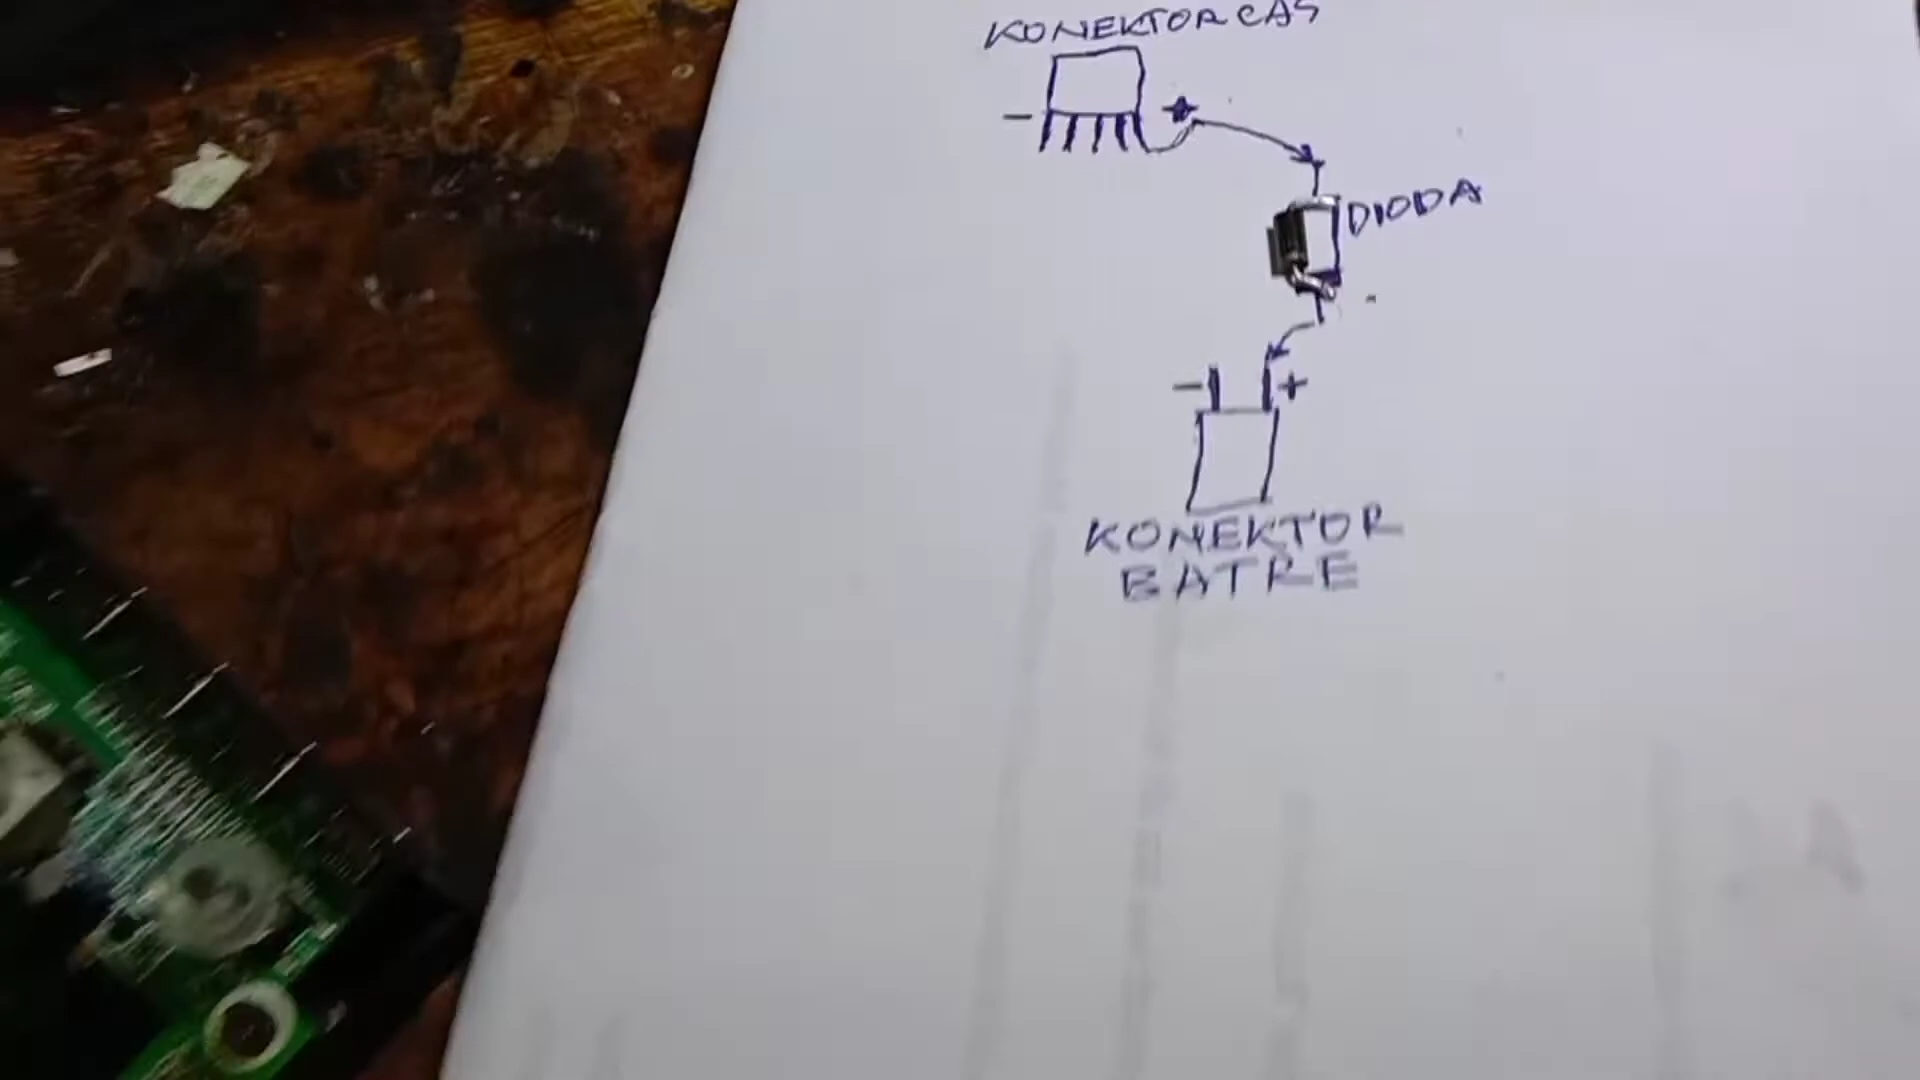 KONEKTOR CAS
- +
DIODA
- +
KONEKTOR
BATRE